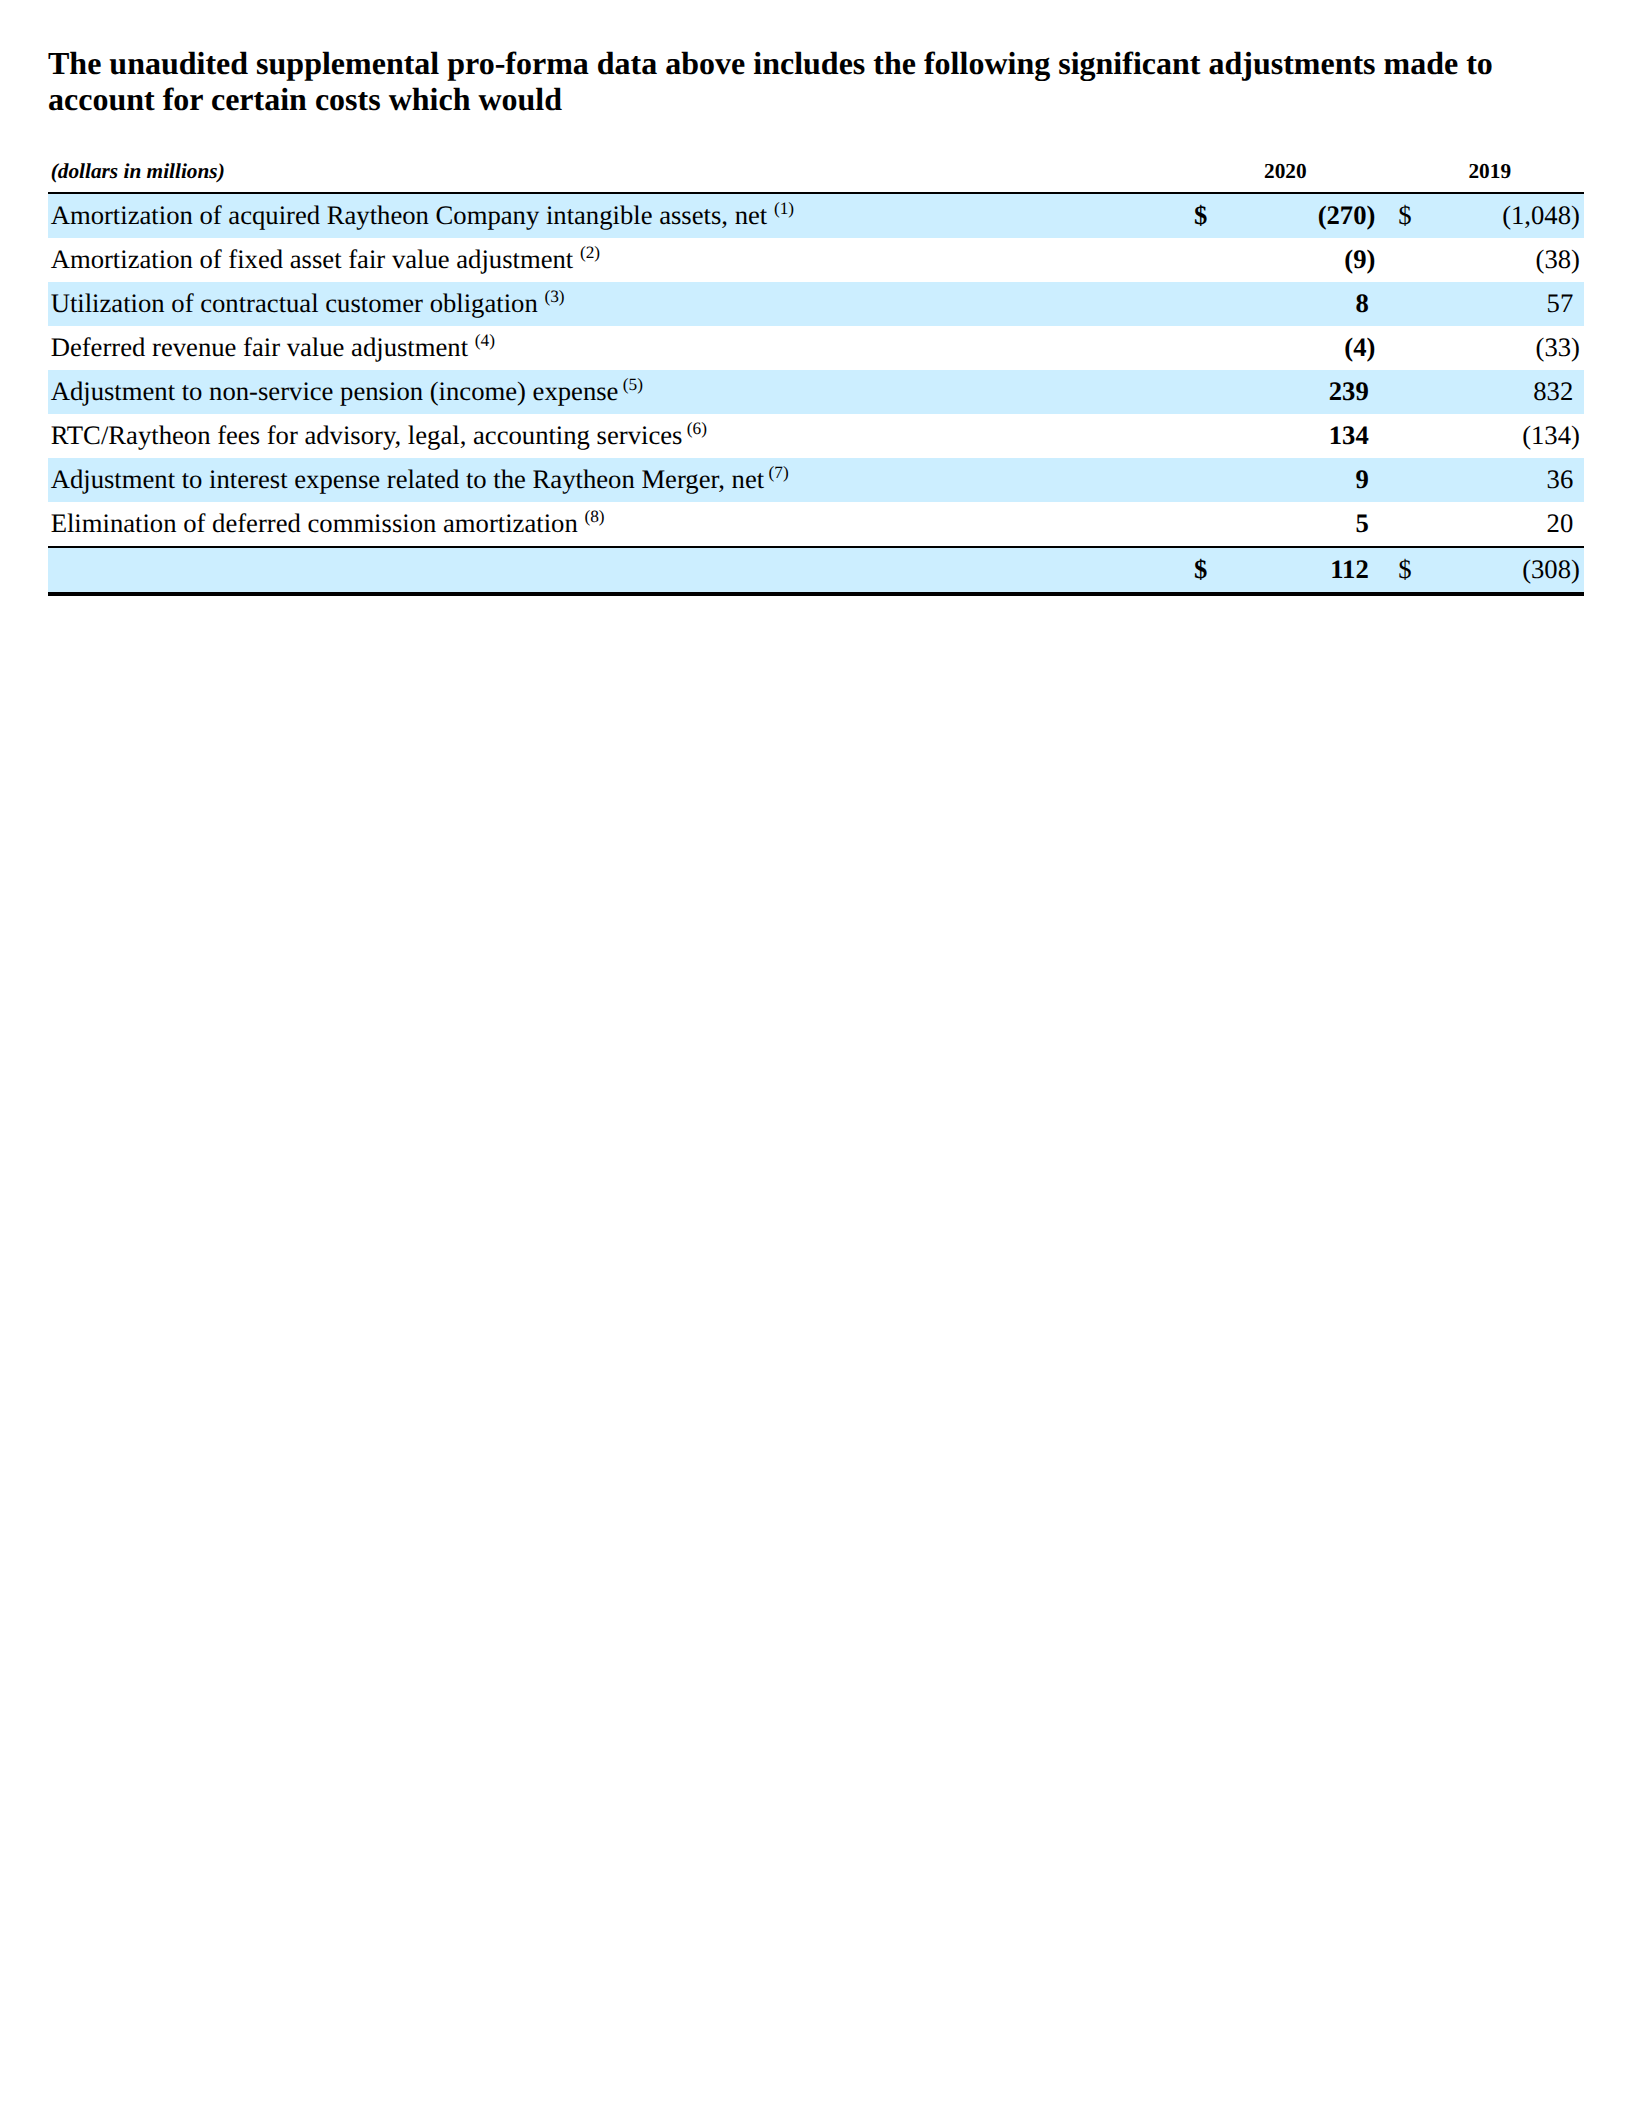 The unaudited supplemental pro-forma data above includes the following significant adjustments made to
account for certain costs which would
(dollars in millions) 2020 2019
Amortization of acquired Raytheon Company intangible assets, net (1) $ (270) $ (1,048)
Amortization of fixed asset fair value adjustment (2) (9) (38)
Utilization of contractual customer obligation (3) 8 57
Deferred revenue fair value adjustment (4) (4) (33)
Adjustment to non-service pension (income) expense (5) 239 832
RTC/Raytheon fees for advisory, legal, accounting services (6) 134 (134)
Adjustment to interest expense related to the Raytheon Merger, net (7) 9 36
Elimination of deferred commission amortization (8) 5 20
$ 112 $ (308)